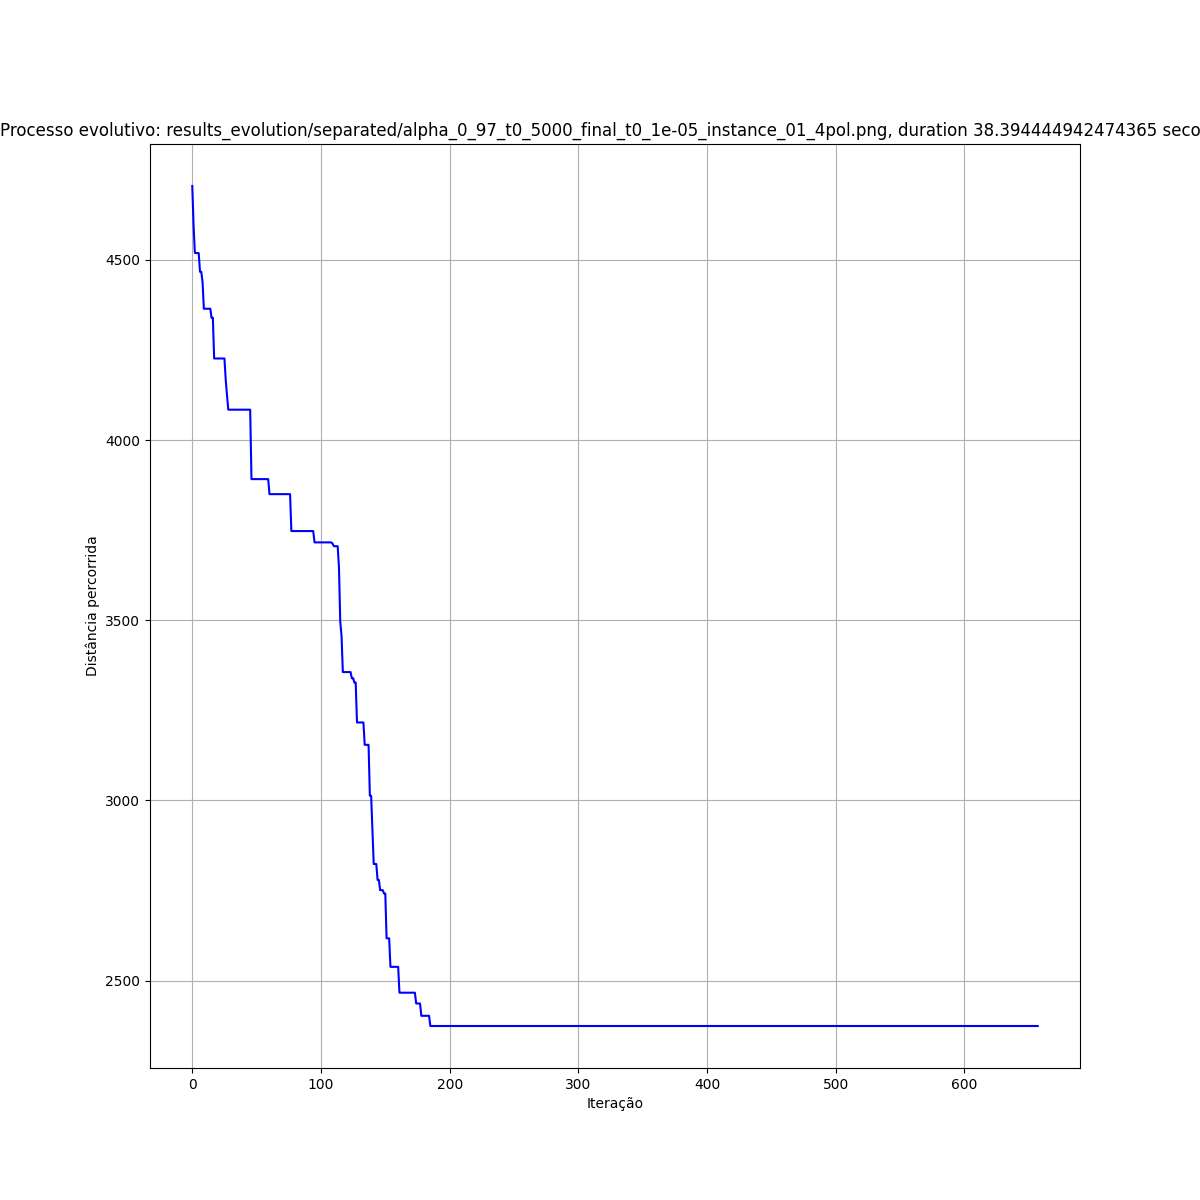 Processo evolutivo: results_evolution/separated/alpha_0_97_t0_5000_final_t0_1e-05_instance_01_4pol.png, duration 38.394444942474365 seco
4500
4000
3500
3000
2500
Distância percorrida
0 100 200 300 400 500 600
Iteração